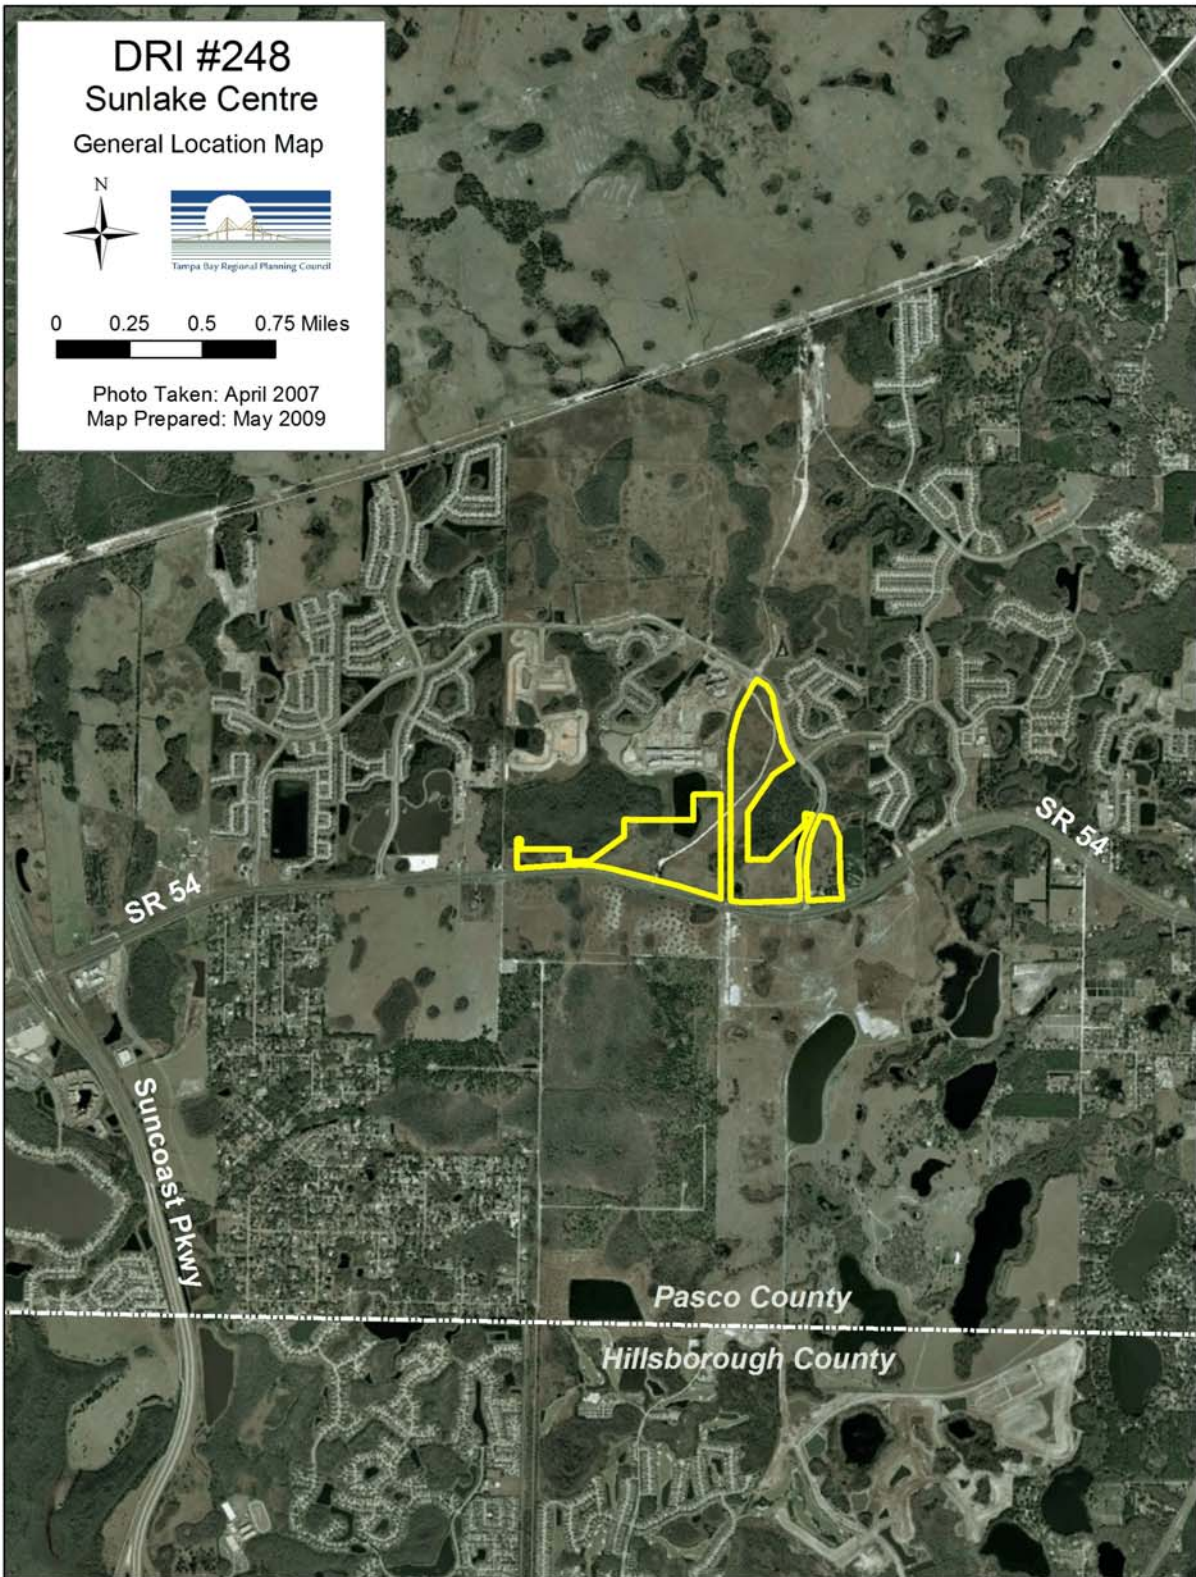 DRI #248
Sunlake Centre
General Location Map
N
Tampa Bay Regional Planning Council
0 0.25 0.5 0.75 Miles
Photo Taken: April 2007
Map Prepared: May 2009
SR 54
SR 54
Suncoast Pkwy
Pasco County
Hillsborough County